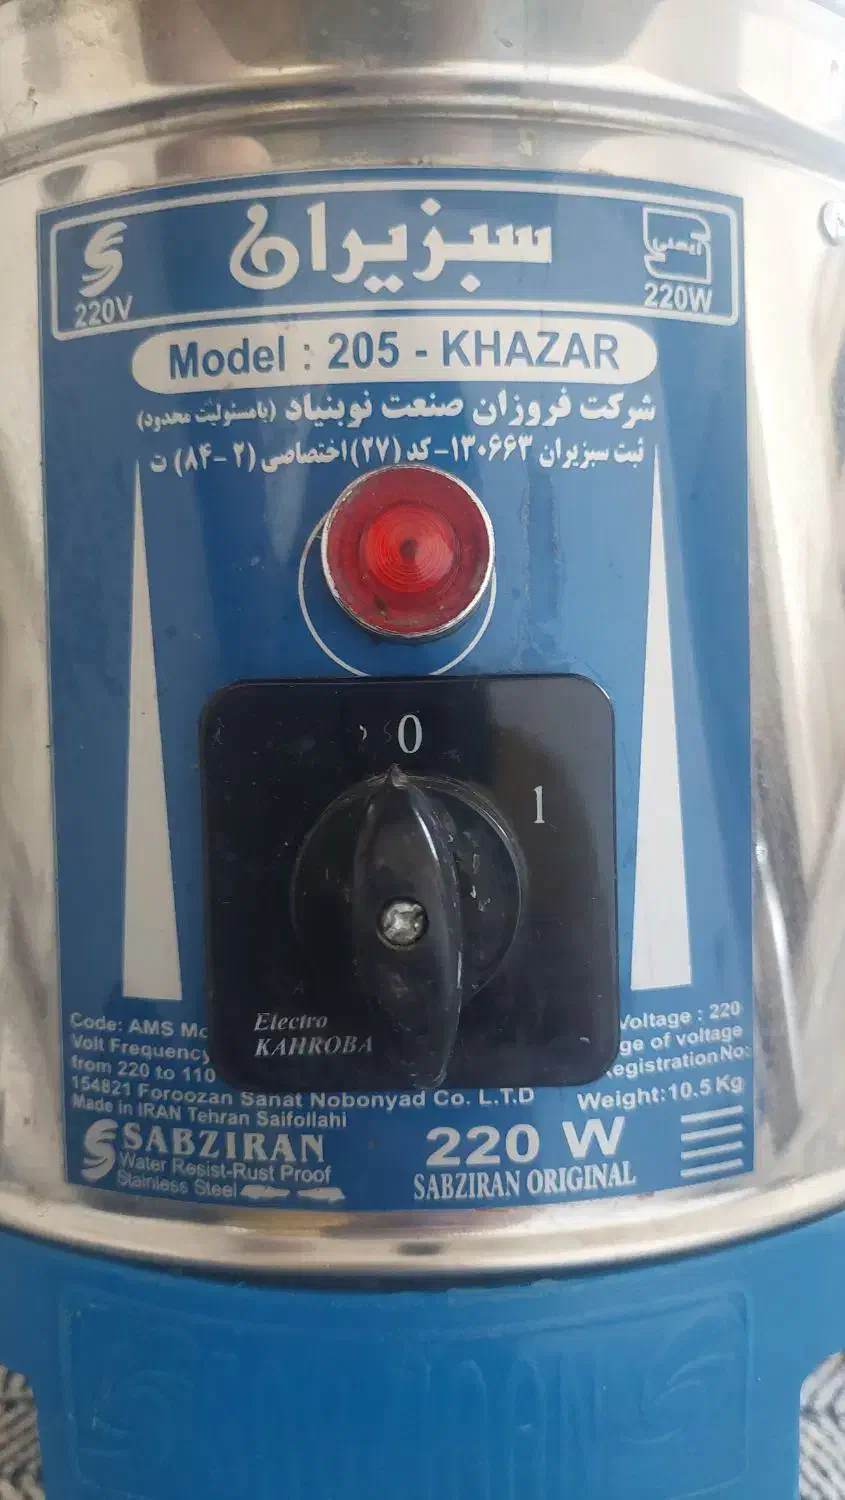 سبزیران
220V
ایمنی
220W
Model : 205 - KHAZAR
شرکت فروزان صنعت نوبنیاد (بامسئولیت محدود)
ثبت سبزیران ۱۳۰۶۶۳-کد (۲۷) اختصاصی (۲ -۸۴) ت
0
1
Electro
KAHROBA
Code: AMS
Volt Frequency
from 220 to 110
154821 Foroozan Sanat Nobonyad Co. L.T.D
Made in IRAN Tehran Saifollahi
Voltage : 220
of voltage
Registration No:
Weight:10.5 Kg
SABZIRAN
Water Resist-Rust Proof
Stainless Steel
220 W
SABZIRAN ORIGINAL